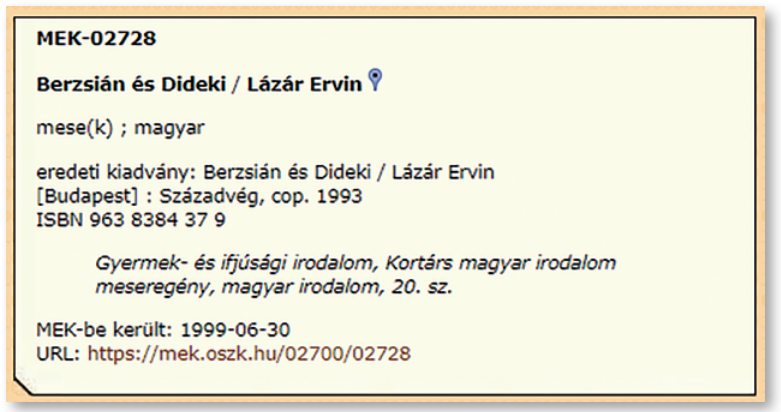 MEK-02728
Berzsián és Dideki / Lázár Ervin
mese(k) ; magyar
eredeti kiadvány: Berzsián és Dideki / Lázár Ervin
[Budapest] : Századvég, cop. 1993
ISBN 963 8384 37 9
Gyermek- és ifjúsági irodalom, Kortárs magyar irodalom
meseregény, magyar irodalom, 20. sz.
MEK-be került: 1999-06-30
URL: https://mek.oszk.hu/02700/02728